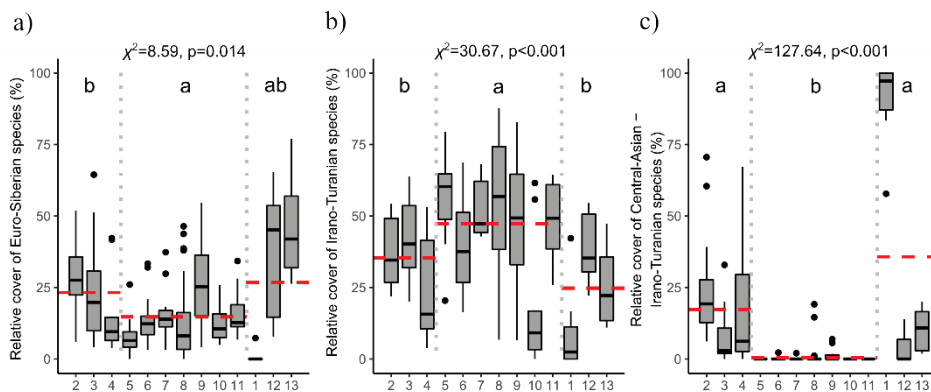 a)
χ²=8.59, p=0.014
Relative cover of Euro-Siberian species (%)
100
75
50
25
0
b
a
ab
2 3 4 5 6 7 8 9 10 11 1 12 13
b)
χ²=30.67, p<0.001
Relative cover of Irano-Turanian species (%)
100
75
50
25
0
b
a
b
2 3 4 5 6 7 8 9 10 11 1 12 13
c)
χ²=127.64, p<0.001
Relative cover of Central-Asian –
Irano-Turanian species (%)
100
75
50
25
0
a
b
a
2 3 4 5 6 7 8 9 10 11 1 12 13